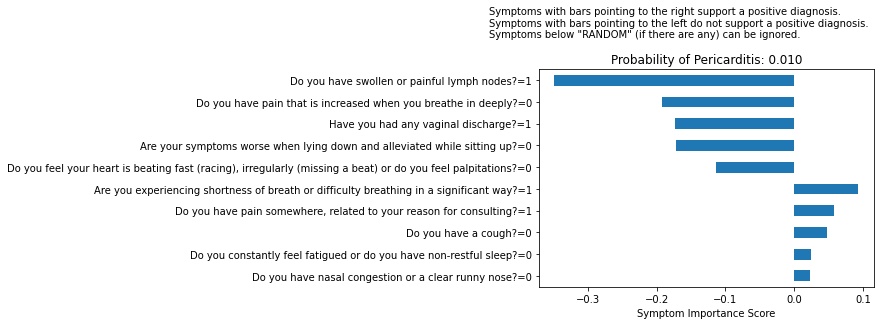 Symptoms with bars pointing to the right support a positive diagnosis.
Symptoms with bars pointing to the left do not support a positive diagnosis.
Symptoms below "RANDOM" (if there are any) can be ignored.
Probability of Pericarditis: 0.010
Do you have swollen or painful lymph nodes?=1
Do you have pain that is increased when you breathe in deeply?=0
Have you had any vaginal discharge?=1
Are your symptoms worse when lying down and alleviated while sitting up?=0
Do you feel your heart is beating fast (racing), irregularly (missing a beat) or do you feel palpitations?=0
Are you experiencing shortness of breath or difficulty breathing in a significant way?=1
Do you have pain somewhere, related to your reason for consulting?=1
Do you have a cough?=0
Do you constantly feel fatigued or do you have non-restful sleep?=0
Do you have nasal congestion or a clear runny nose?=0
−0.3 −0.2 −0.1 0.0 0.1
Symptom Importance Score